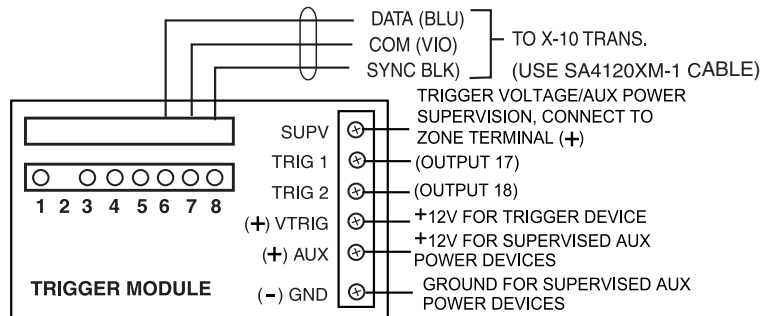 DATA (BLU)
COM (VIO)
SYNC BLK)
TO X-10 TRANS.
(USE SA4120XM-1 CABLE)
TRIGGER VOLTAGE/AUX POWER
SUPERVISION, CONNECT TO
ZONE TERMINAL (+)
SUPV
TRIG 1
(OUTPUT 17)
TRIG 2
(OUTPUT 18)
(+) VTRIG
+12V FOR TRIGGER DEVICE
(+) AUX
+12V FOR SUPERVISED AUX
POWER DEVICES
(-) GND
GROUND FOR SUPERVISED AUX
POWER DEVICES
1 2 3 4 5 6 7 8
TRIGGER MODULE